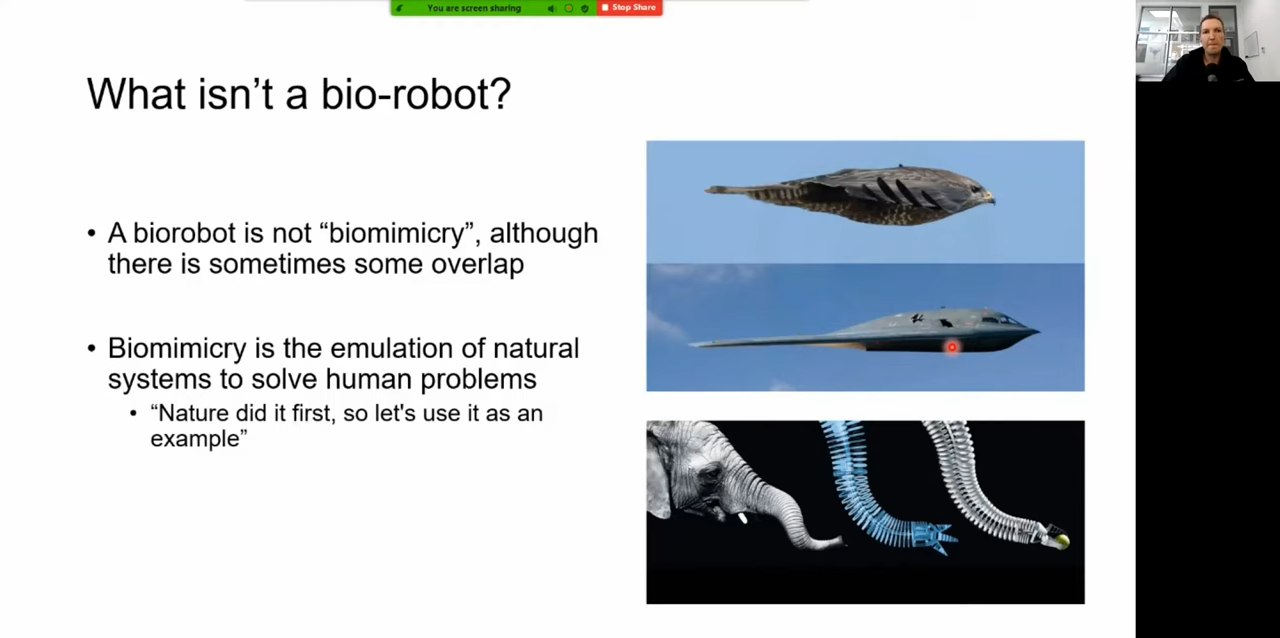 You are screen sharing
Stop Share
What isn’t a bio-robot?
• A biorobot is not “biomimicry”, although
there is sometimes some overlap
• Biomimicry is the emulation of natural
systems to solve human problems
• “Nature did it first, so let's use it as an
example”